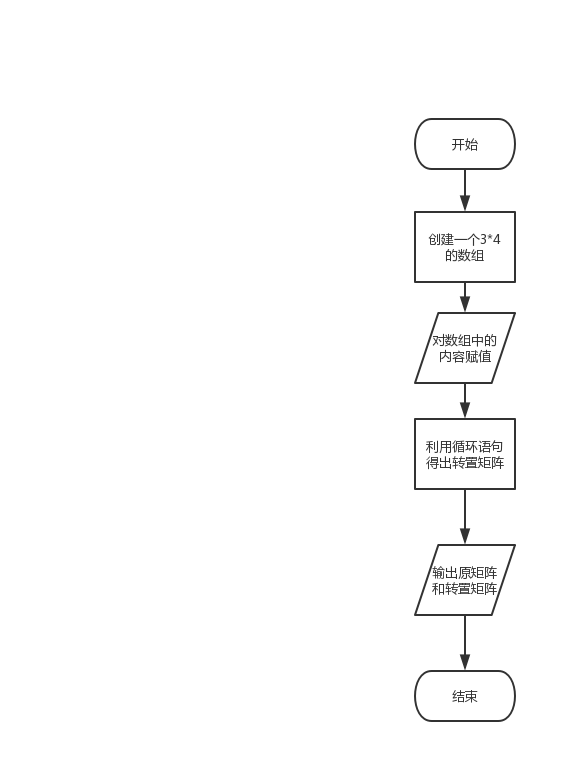 开始
创建一个3*4
的数组
对数组中的
内容赋值
利用循环语句
得出转置矩阵
输出原矩阵
和转置矩阵
结束